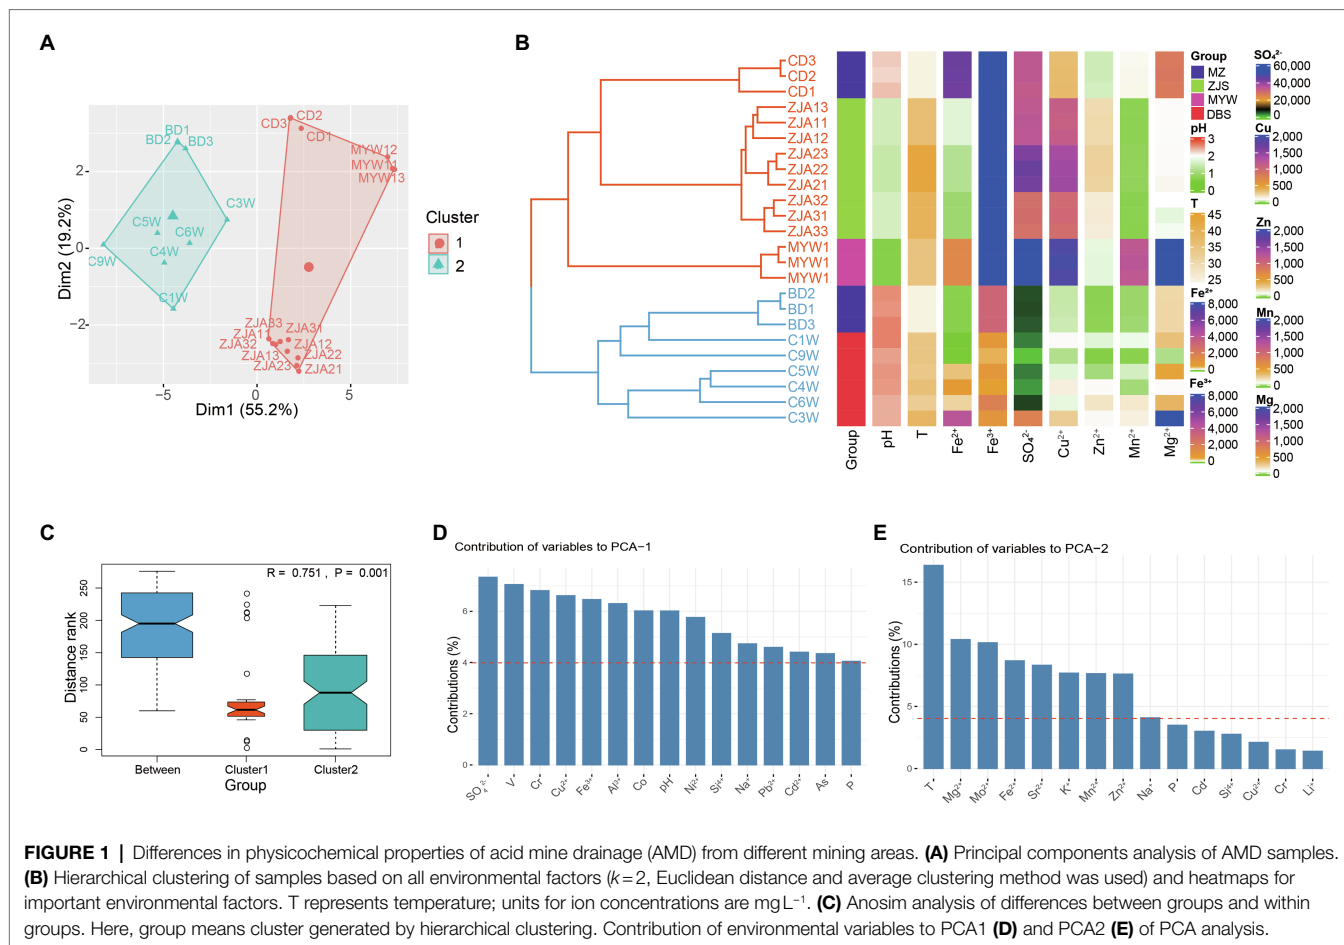 A
2
0
−2
−5
0
5
Dim2 (19.2%)
Dim1 (55.2%)
BD1
BD2
BD3
C3W
C5W
C6W
C4W
C9W
C1W
CD2
CD3
CD1
MYW12
MYW11
MYW13
ZJA33
ZJA31
ZJA11
ZJA32
ZJA12
ZJA13
ZJA22
ZJA23
ZJA21
Cluster
1
2
B
CD3
CD2
CD1
ZJA13
ZJA11
ZJA12
ZJA23
ZJA22
ZJA21
ZJA32
ZJA31
ZJA33
MYW1
MYW1
MYW1
BD2
BD1
BD3
C1W
C9W
C5W
C4W
C6W
C3W
Group
pH
T
Fe²⁺
Fe³⁺
SO₄²⁻
Cu²⁺
Zn²⁺
Mn²⁺
Mg²⁺
Group
MZ
ZJS
MYW
DBS
pH
3
2
1
0
T
45
40
35
30
25
Fe²⁺
8,000
6,000
4,000
2,000
0
Fe³⁺
8,000
6,000
4,000
2,000
0
SO₄²⁻
60,000
40,000
20,000
0
Cu
2,000
1,500
1,000
500
0
Zn
2,000
1,500
1,000
500
0
Mn
2,000
1,500
1,000
500
0
Mg
2,000
1,500
1,000
500
0
C
R = 0.751 , P = 0.001
Distance rank
250
200
150
100
50
0
Between
Cluster1
Cluster2
Group
D
Contribution of variables to PCA−1
Contributions (%)
6
4
2
0
SO₄²⁻
V
Cr
Cu²⁺
Fe³⁺
Al³⁺
Co
pH
Ni²⁺
Si⁴⁺
Na⁺
Pb²⁺
Cd²⁺
As
P
E
Contribution of variables to PCA−2
Contributions (%)
15
10
5
0
T
Mg²⁺
Mo²⁺
Fe²⁺
Sr²⁺
K⁺
Mn²⁺
Zn²⁺
Na⁺
P
Cd
Si⁴⁺
Cu²⁺
Cr
Li⁺
FIGURE 1 | Differences in physicochemical properties of acid mine drainage (AMD) from different mining areas. (A) Principal components analysis of AMD samples.
(B) Hierarchical clustering of samples based on all environmental factors (k = 2, Euclidean distance and average clustering method was used) and heatmaps for
important environmental factors. T represents temperature; units for ion concentrations are mg L⁻¹. (C) Anosim analysis of differences between groups and within
groups. Here, group means cluster generated by hierarchical clustering. Contribution of environmental variables to PCA1 (D) and PCA2 (E) of PCA analysis.